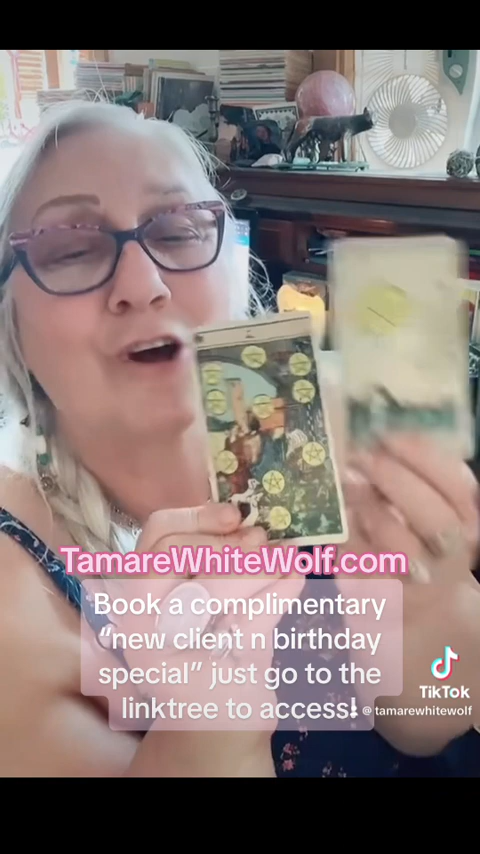 TamareWhiteWolf.com
Book a complimentary
“new client n birthday
special” just go to the
linktree to access!
TikTok
@tamarewhitewolf